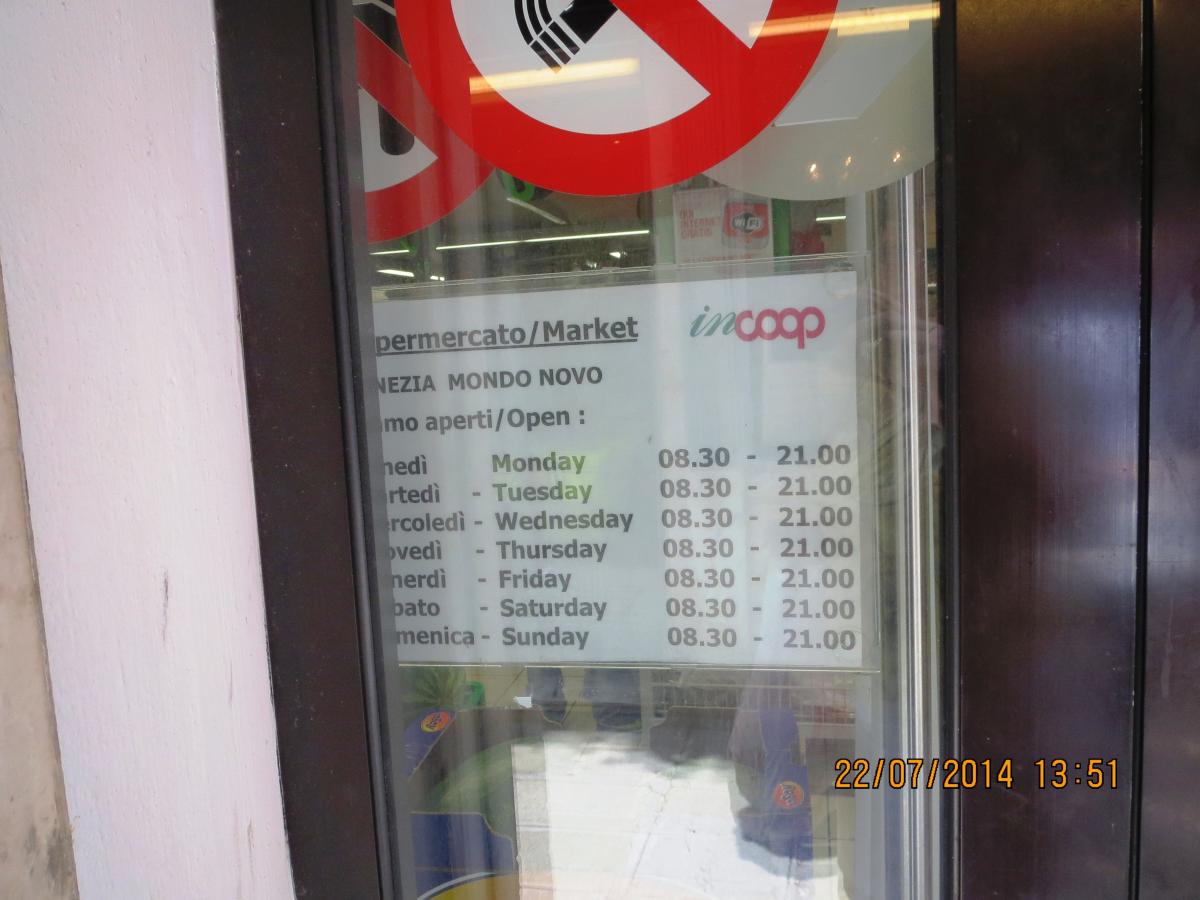 WiFi
permercato/Market
incoop
NEZIA MONDO NOVO
mo aperti/Open :
nedì Monday 08.30 - 21.00
rtedì - Tuesday 08.30 - 21.00
ercoledì - Wednesday 08.30 - 21.00
ovedì - Thursday 08.30 - 21.00
nerdì - Friday 08.30 - 21.00
bato - Saturday 08.30 - 21.00
menica - Sunday 08.30 - 21.00
22/07/2014 13:51